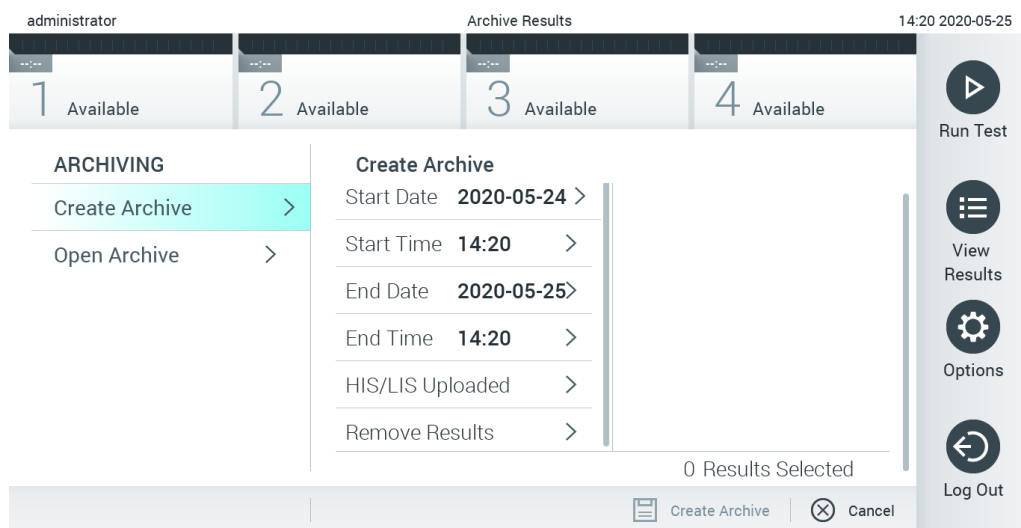 administrator
Archive Results
14:20 2020-05-25
--:--
1 Available
--:--
2 Available
--:--
3 Available
--:--
4 Available
Run Test
View
Results
Options
Log Out
ARCHIVING
Create Archive
Open Archive
Create Archive
Start Date 2020-05-24
Start Time 14:20
End Date 2020-05-25
End Time 14:20
HIS/LIS Uploaded
Remove Results
0 Results Selected
Create Archive
Cancel